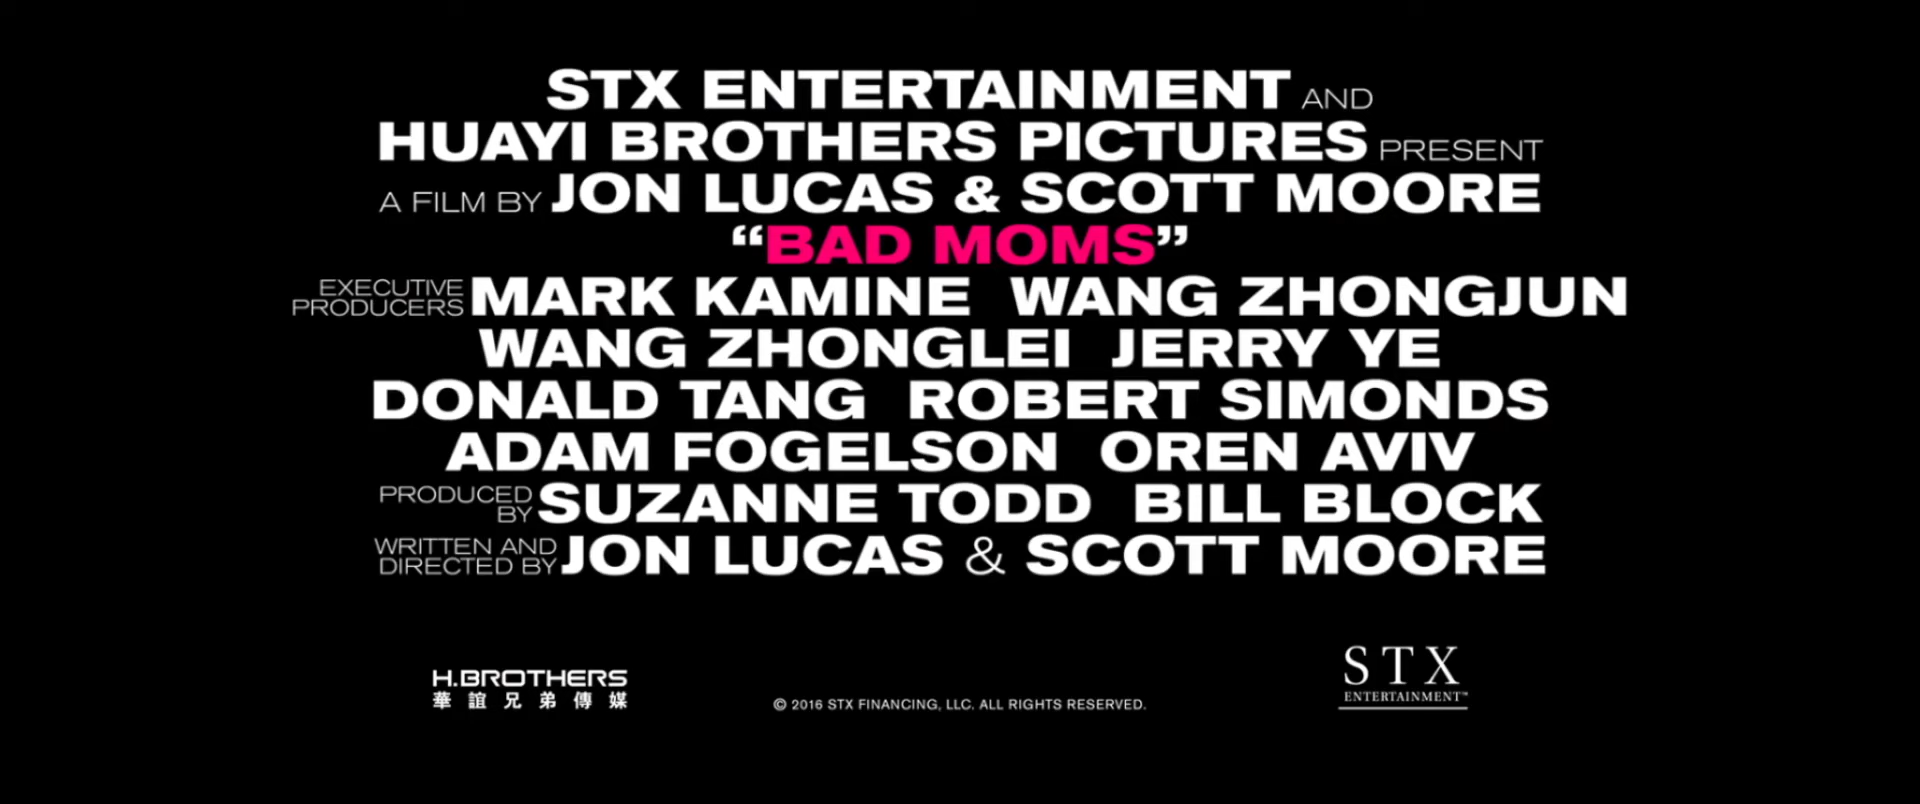 STX ENTERTAINMENT AND
HUAYI BROTHERS PICTURES PRESENT
A FILM BY JON LUCAS & SCOTT MOORE
“BAD MOMS”
EXECUTIVE PRODUCERS MARK KAMINE WANG ZHONGJUN
WANG ZHONGLEI JERRY YE
DONALD TANG ROBERT SIMONDS
ADAM FOGELSON OREN AVIV
PRODUCED BY SUZANNE TODD BILL BLOCK
WRITTEN AND DIRECTED BY JON LUCAS & SCOTT MOORE
H.BROTHERS
華誼兄弟傳媒
© 2016 STX FINANCING, LLC. ALL RIGHTS RESERVED.
STX
ENTERTAINMENT™